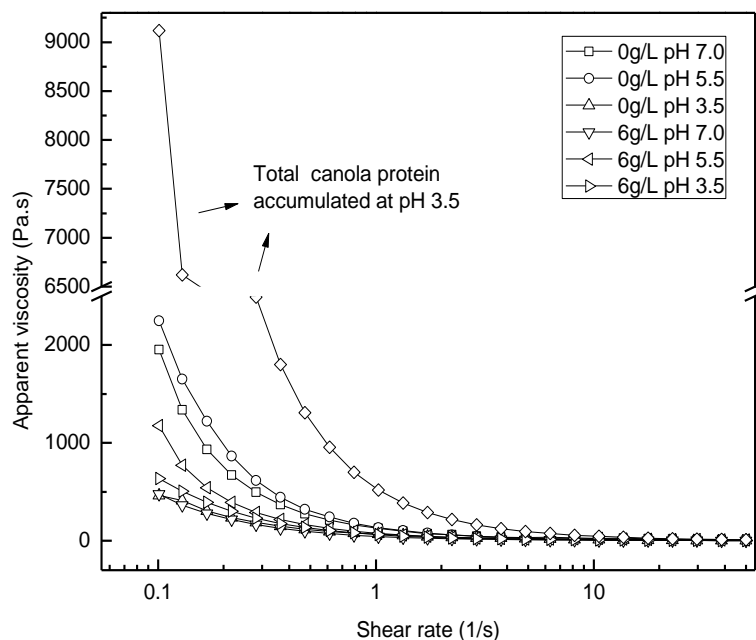 9000
8500
8000
7500
7000
6500
2000
1000
0
Apparent viscosity (Pa.s)
0g/L pH 7.0
0g/L pH 5.5
0g/L pH 3.5
6g/L pH 7.0
6g/L pH 5.5
6g/L pH 3.5
Total canola protein
accumulated at pH 3.5
0.1
1
10
Shear rate (1/s)